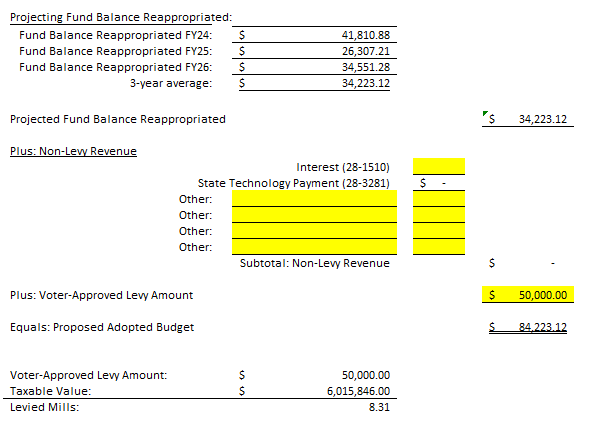 Projecting Fund Balance Reappropriated:
Fund Balance Reappropriated FY24: $ 41,810.88
Fund Balance Reappropriated FY25: $ 26,307.21
Fund Balance Reappropriated FY26: $ 34,551.28
3-year average: $ 34,223.12
Projected Fund Balance Reappropriated $ 34,223.12
Plus: Non-Levy Revenue
Interest (28-1510)
State Technology Payment (28-3281) $ -
Other:
Other:
Other:
Other:
Subtotal: Non-Levy Revenue $ -
Plus: Voter-Approved Levy Amount $ 50,000.00
Equals: Proposed Adopted Budget $ 84,223.12
Voter-Approved Levy Amount: $ 50,000.00
Taxable Value: $ 6,015,846.00
Levied Mills: 8.31